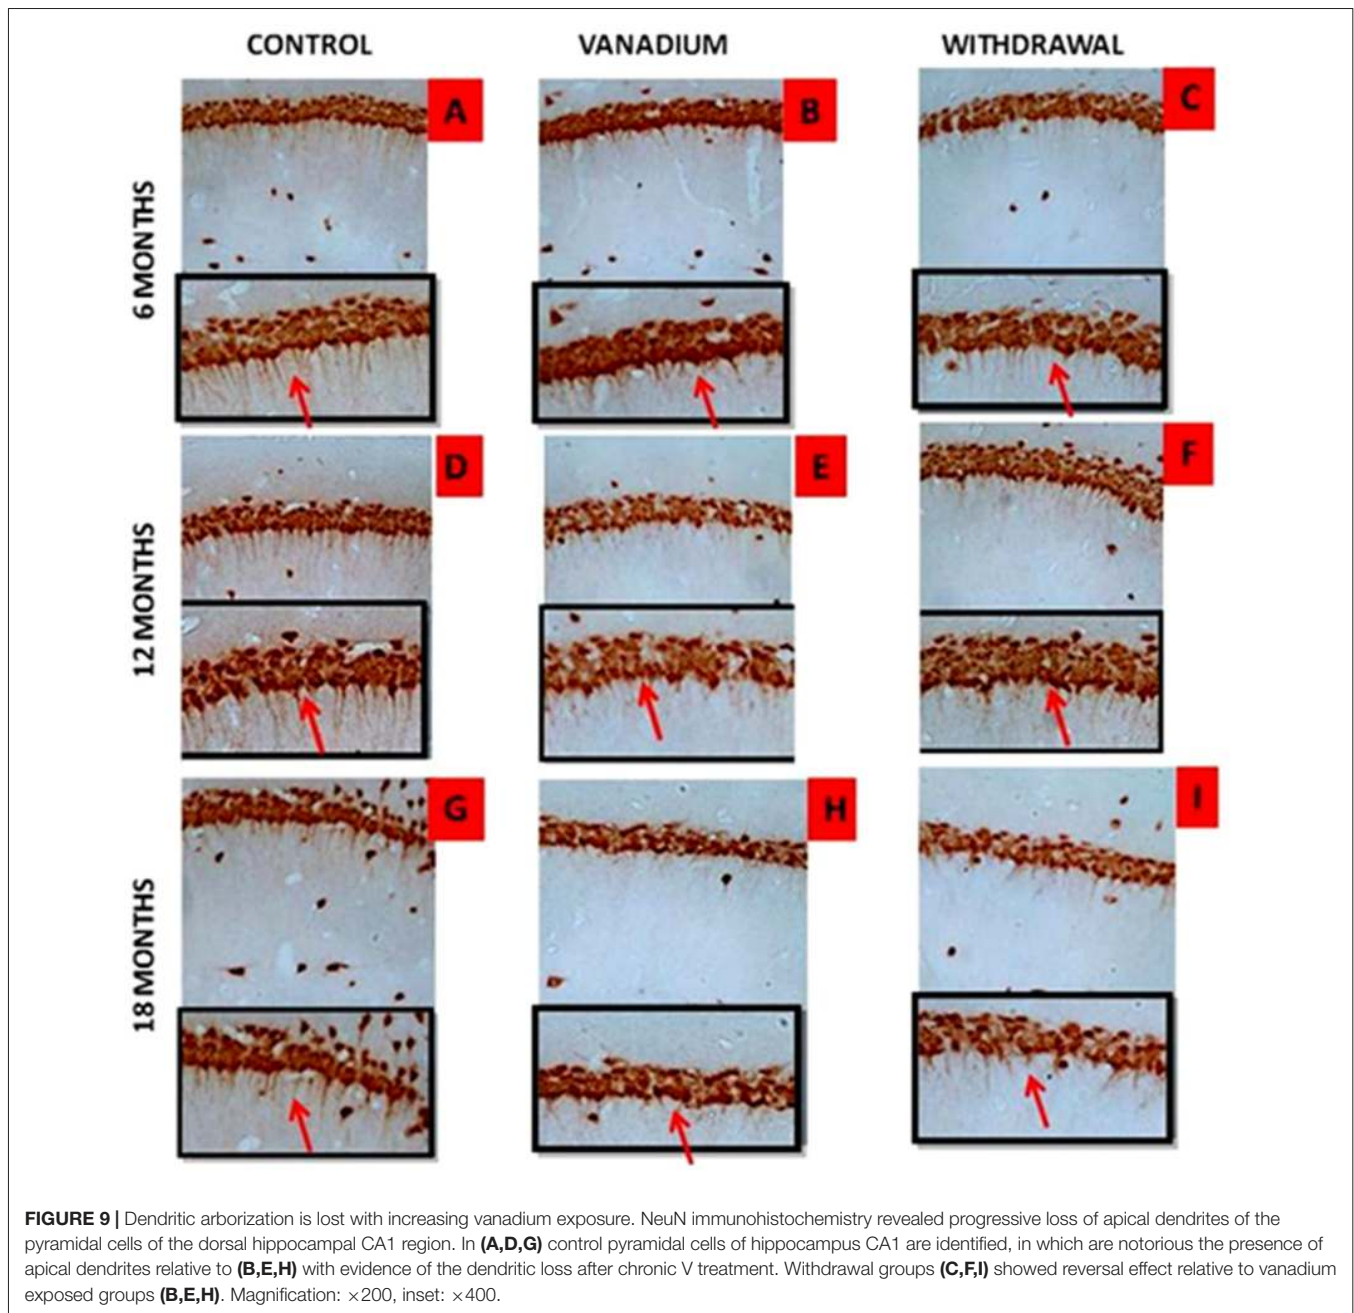 CONTROL VANADIUM WITHDRAWAL
6 MONTHS
A B C
12 MONTHS
D E F
18 MONTHS
G H I
FIGURE 9 | Dendritic arborization is lost with increasing vanadium exposure. NeuN immunohistochemistry revealed progressive loss of apical dendrites of the
pyramidal cells of the dorsal hippocampal CA1 region. In (A,D,G) control pyramidal cells of hippocampus CA1 are identified, in which are notorious the presence of
apical dendrites relative to (B,E,H) with evidence of the dendritic loss after chronic V treatment. Withdrawal groups (C,F,I) showed reversal effect relative to vanadium
exposed groups (B,E,H). Magnification: ×200, inset: ×400.